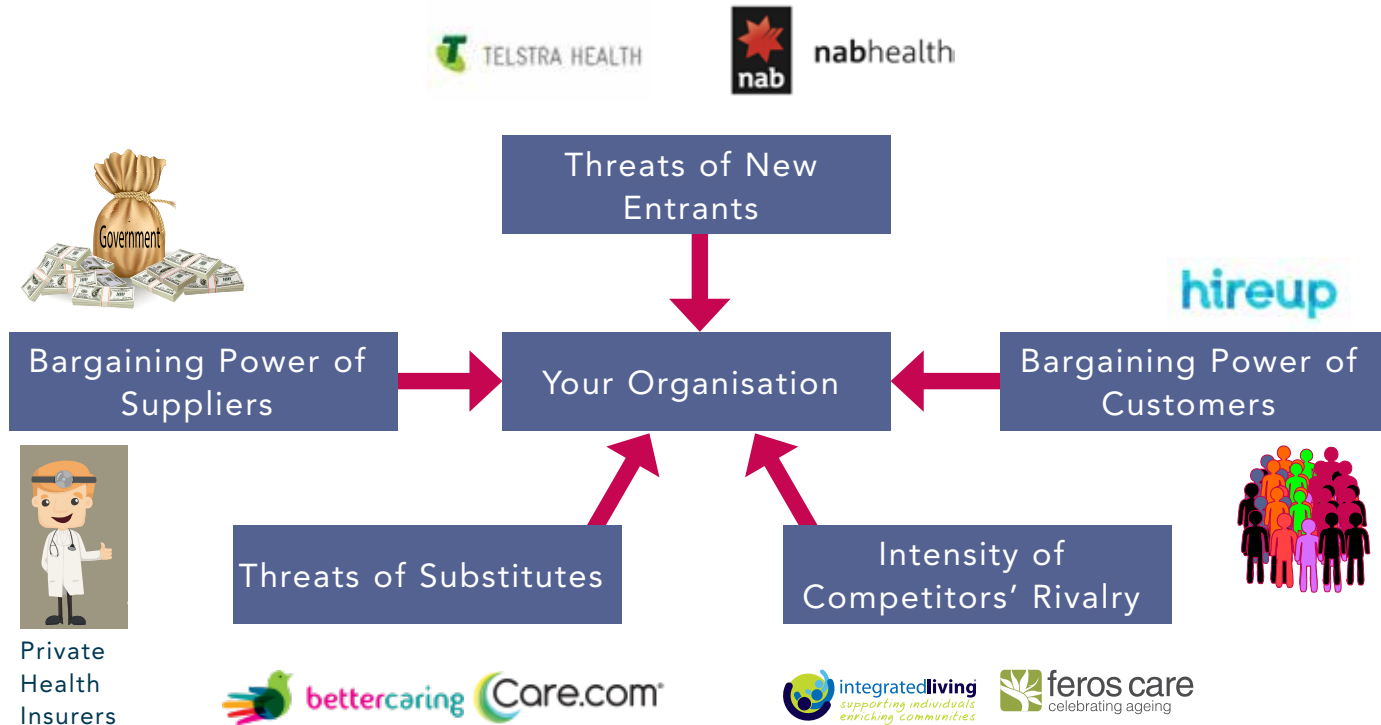 TELSTRA HEALTH
nab
nabhealth
Threats of New
Entrants
Government
hireup
Bargaining Power of
Suppliers
Your Organisation
Bargaining Power of
Customers
Threats of Substitutes
Intensity of
Competitors’ Rivalry
Private
Health
Insurers
bettercaring
Care.com
integratedliving
supporting individuals
enriching communities
feros care
celebrating ageing